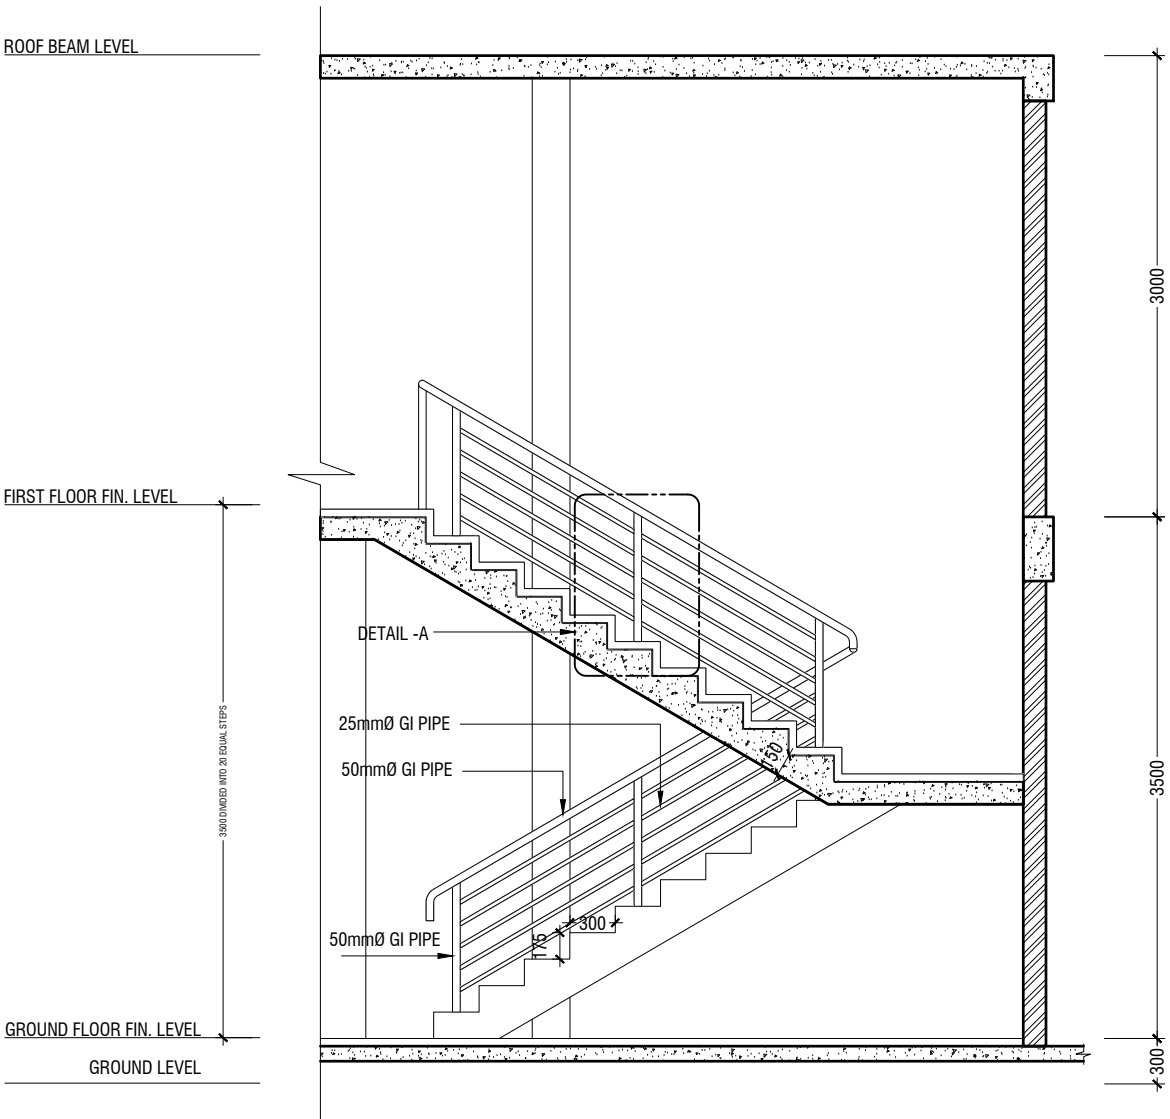 ROOF BEAM LEVEL
3000
FIRST FLOOR FIN. LEVEL
DETAIL -A
25mmØ GI PIPE
50mmØ GI PIPE
150
3500
3500 DIVIDED INTO 20 EQUAL STEPS
300
175
50mmØ GI PIPE
GROUND FLOOR FIN. LEVEL
GROUND LEVEL
300